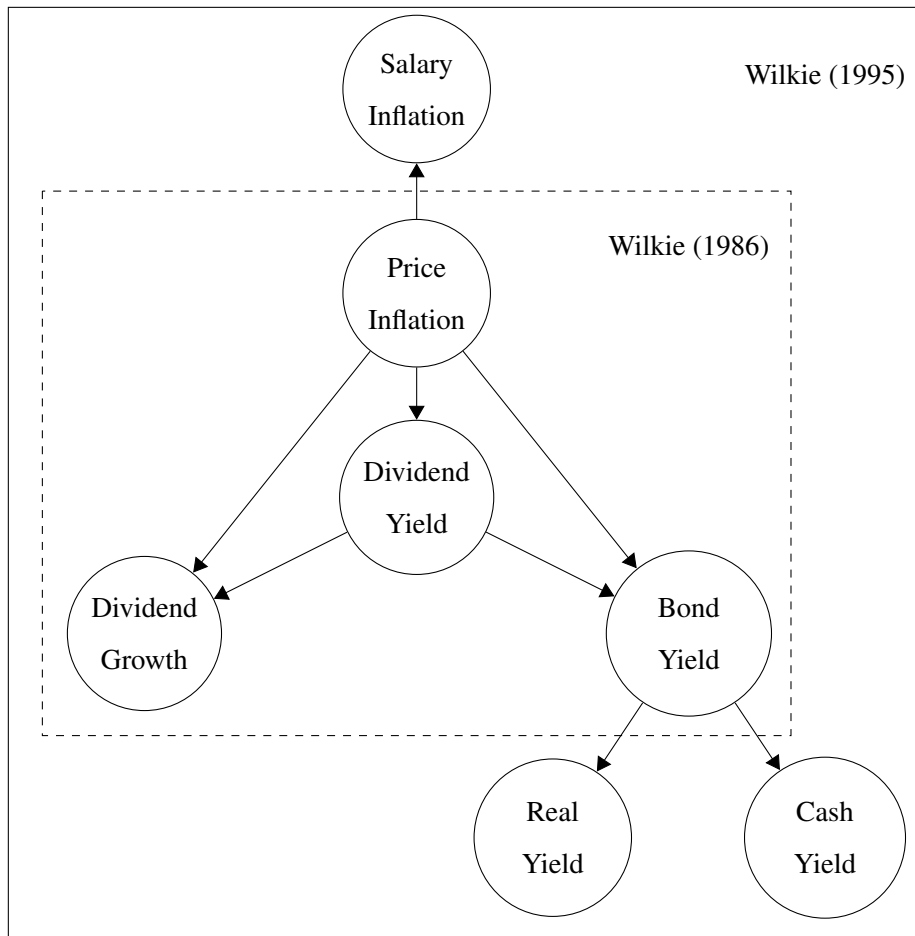 Salary
Inflation
Wilkie (1995)
Wilkie (1986)
Price
Inflation
Dividend
Yield
Dividend
Growth
Bond
Yield
Real
Yield
Cash
Yield